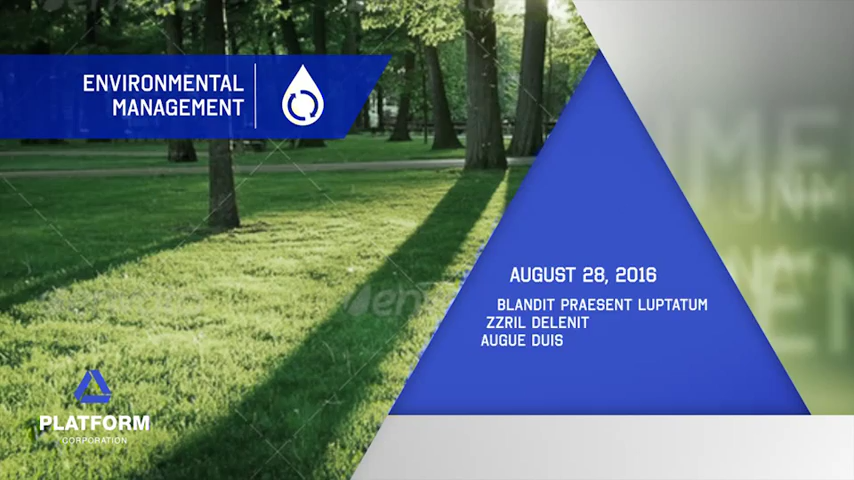 ENVIRONMENTAL
MANAGEMENT
AUGUST 28, 2016
BLANDIT PRAESENT LUPTATUM
ZZRIL DELENIT
AUGUE DUIS
PLATFORM
CORPORATION